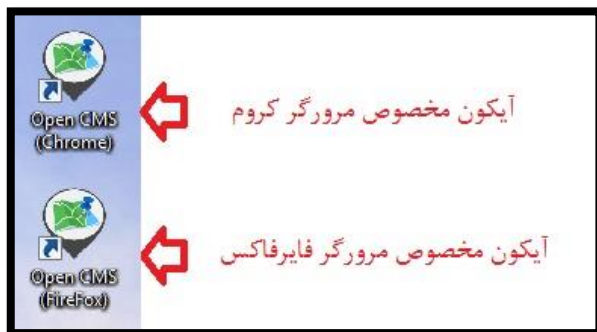 Open CMS
(Chrome)
آیکون مخصوص مرورگر کروم
Open CMS
(FireFox)
آیکون مخصوص مرورگر فایرفاکس